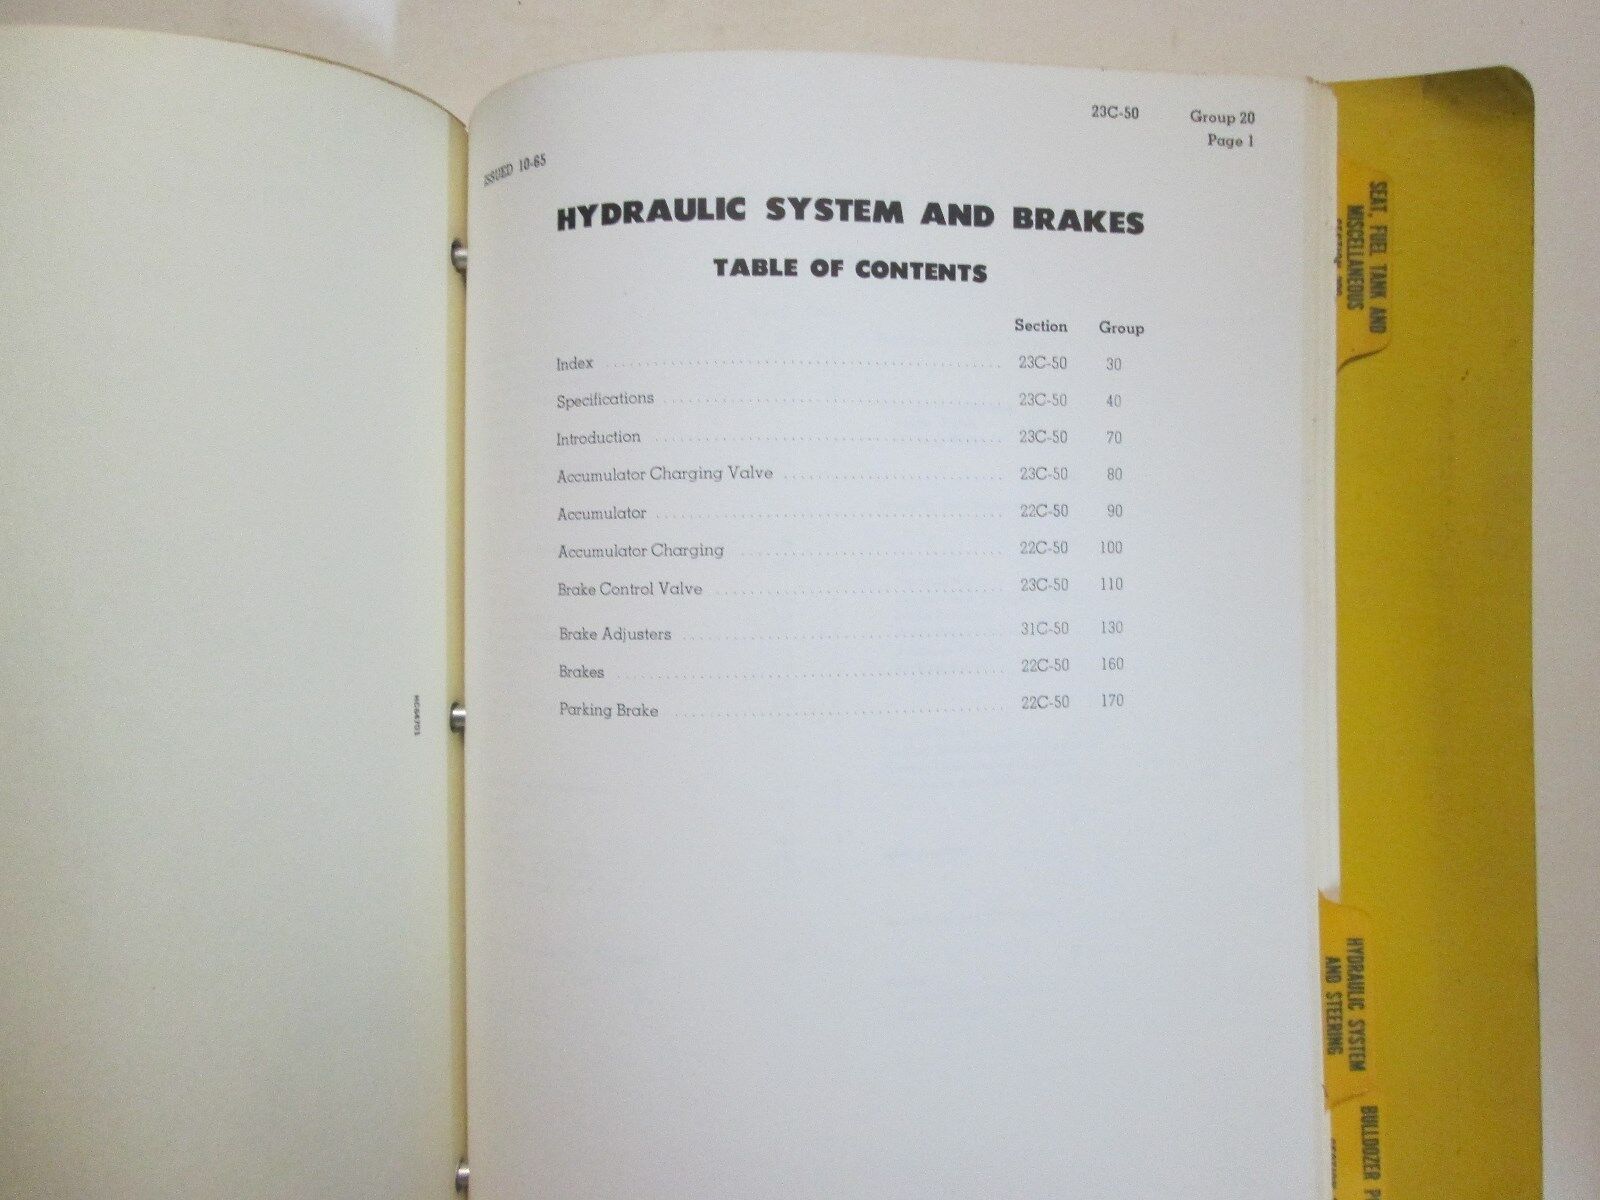 23C-50 Group 20
Page 1
ISSUED 10-65
HYDRAULIC SYSTEM AND BRAKES
TABLE OF CONTENTS
Section Group
Index 23C-50 30
Specifications 23C-50 40
Introduction 23C-50 70
Accumulator Charging Valve 23C-50 80
Accumulator 22C-50 90
Accumulator Charging 22C-50 100
Brake Control Valve 23C-50 110
Brake Adjusters 31C-50 130
Brakes 22C-50 160
Parking Brake 22C-50 170
SEAT, FUEL TANK AND
MISCELLANEOUS
HYDRAULIC SYSTEM
AND STEERING
BULLDOZER